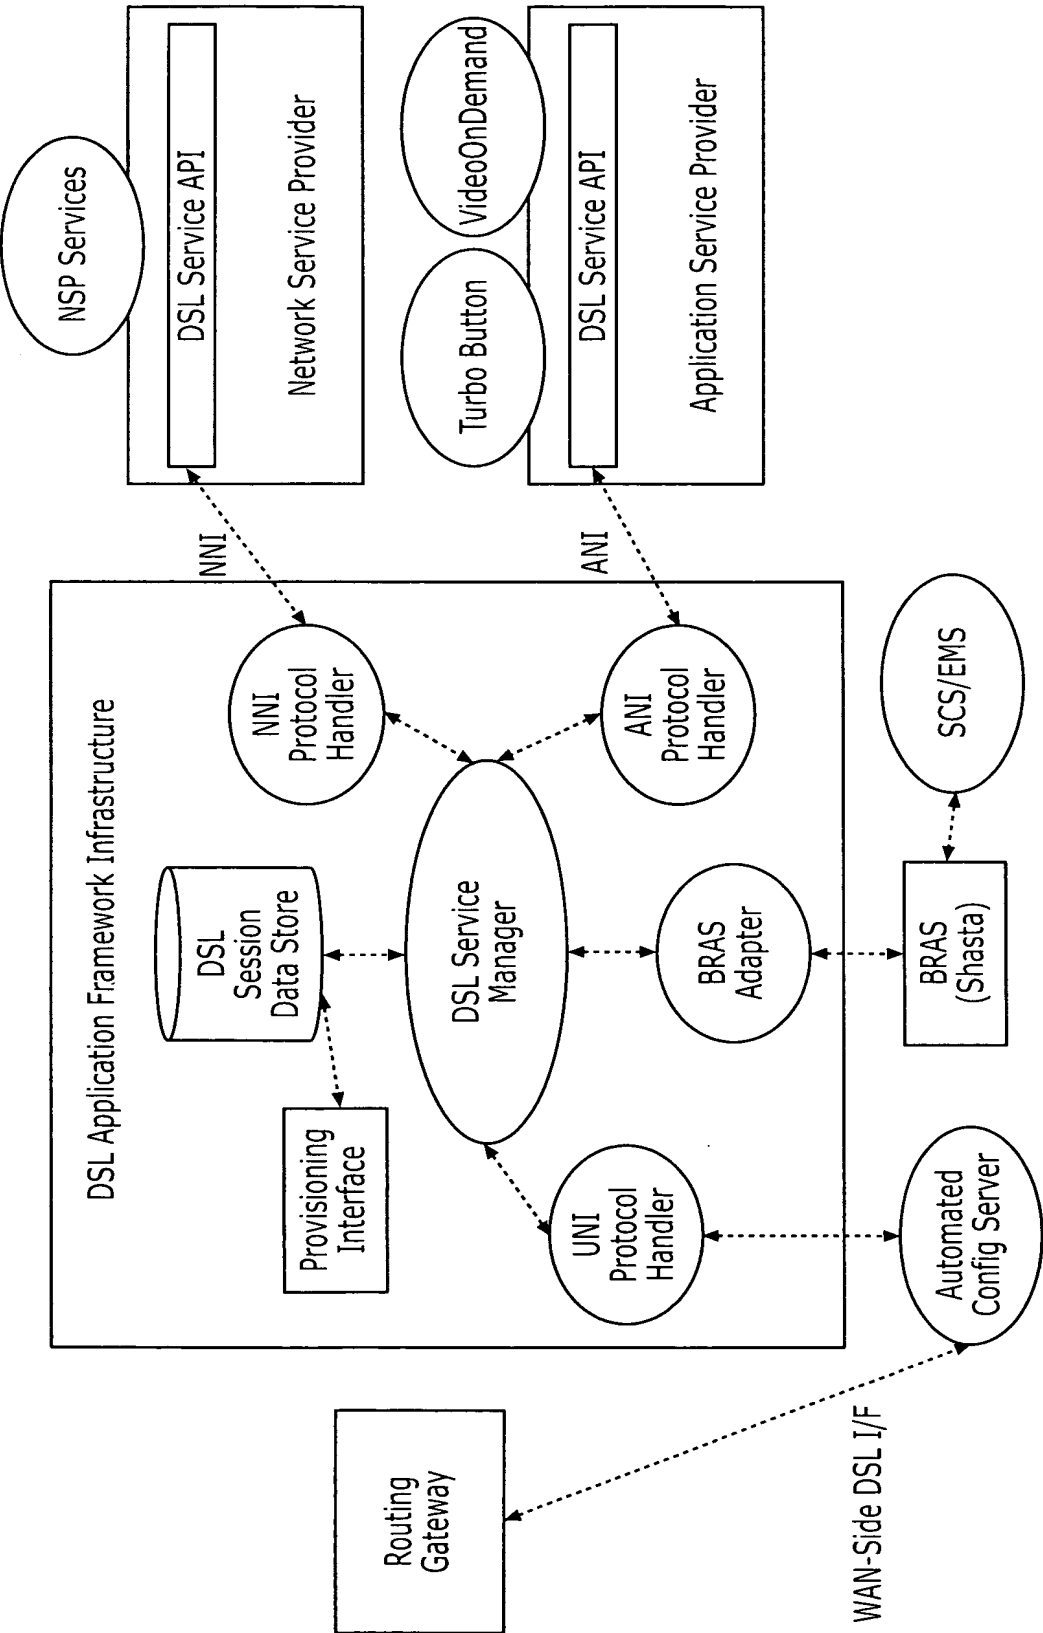 DSL Application Framework Infrastructure
Routing
Gateway
WAN-Side DSL I/F
Provisioning
Interface
DSL
Session
Data Store
DSL Service
Manager
UNI
Protocol
Handler
NNI
Protocol
Handler
ANI
Protocol
Handler
BRAS
Adapter
Automated
Config Server
BRAS
(Shasta)
SCS/EMS
NNI
ANI
NSP Services
DSL Service API
Network Service Provider
Turbo Button
VideoOnDemand
DSL Service API
Application Service Provider